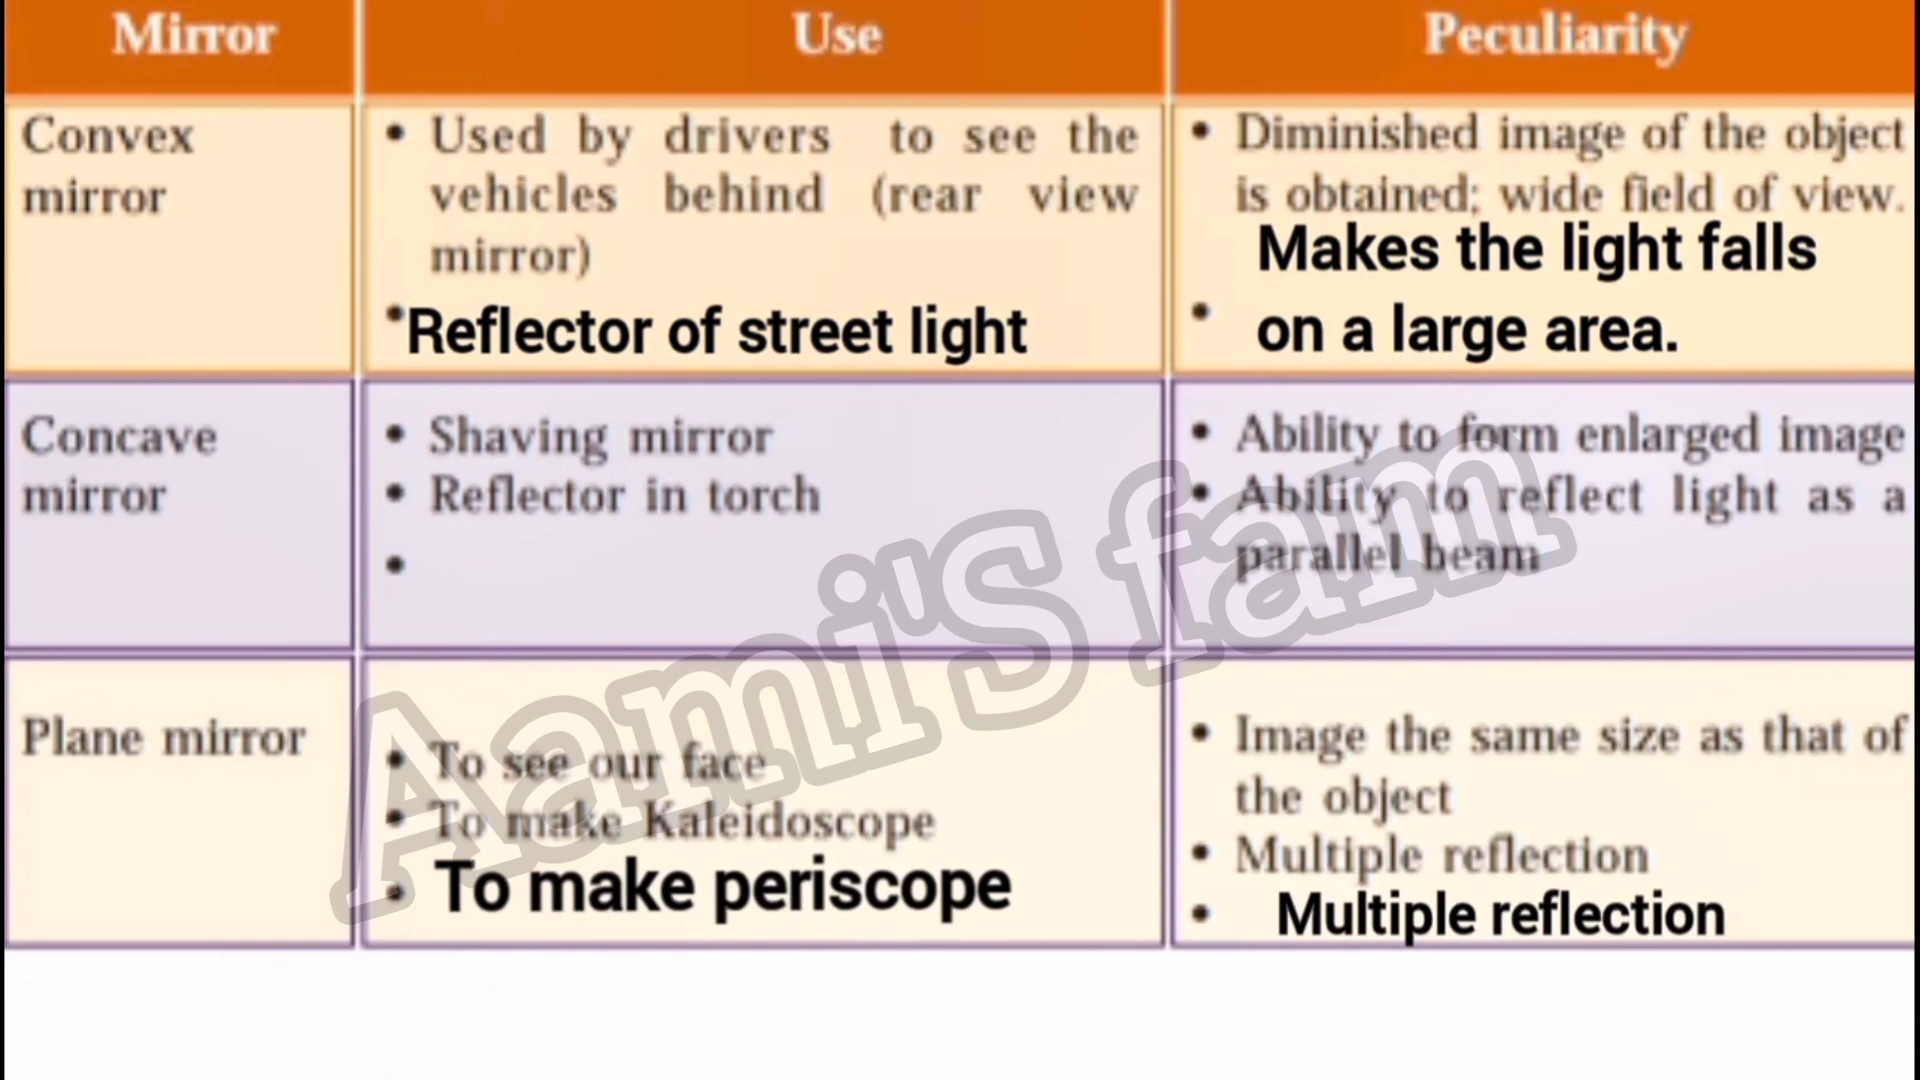 Mirror Use Peculiarity
Convex
mirror
• Used by drivers to see the
vehicles behind (rear view
mirror)
•Reflector of street light
• Diminished image of the object
is obtained; wide field of view.
Makes the light falls
• on a large area.
Concave
mirror
• Shaving mirror
• Reflector in torch
•
• Ability to form enlarged image
• Ability to reflect light as a
parallel beam
Plane mirror
• To see our face
• To make Kaleidoscope
• To make periscope
• Image the same size as that of
the object
• Multiple reflection
• Multiple reflection
Aami'S fam